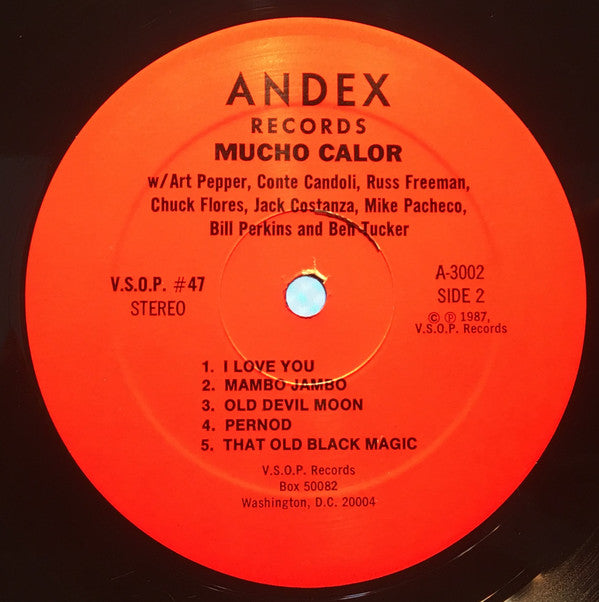 ANDEX
RECORDS
MUCHO CALOR
w/Art Pepper, Conte Candoli, Russ Freeman,
Chuck Flores, Jack Costanza, Mike Pacheco,
Bill Perkins and Ben Tucker
V.S.O.P. #47
STEREO
A-3002
SIDE 2
© ℗ 1987,
V.S.O.P. Records
1. I LOVE YOU
2. MAMBO JAMBO
3. OLD DEVIL MOON
4. PERNOD
5. THAT OLD BLACK MAGIC
V.S.O.P. Records
Box 50082
Washington, D.C. 20004